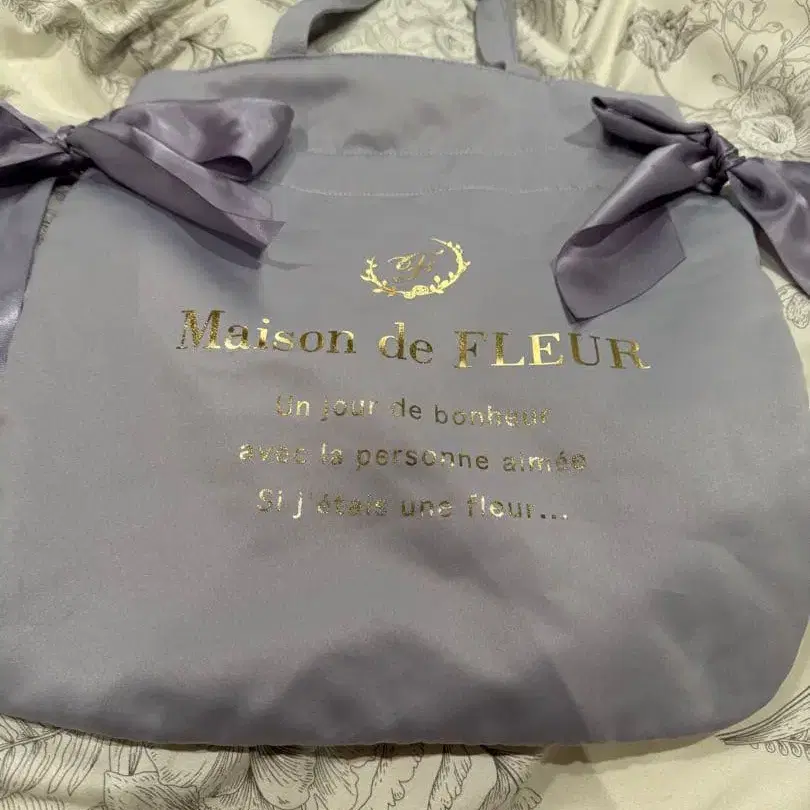 F
Maison de FLEUR
Un jour de bonheur
avec la personne aimée
Si j'étais une fleur...